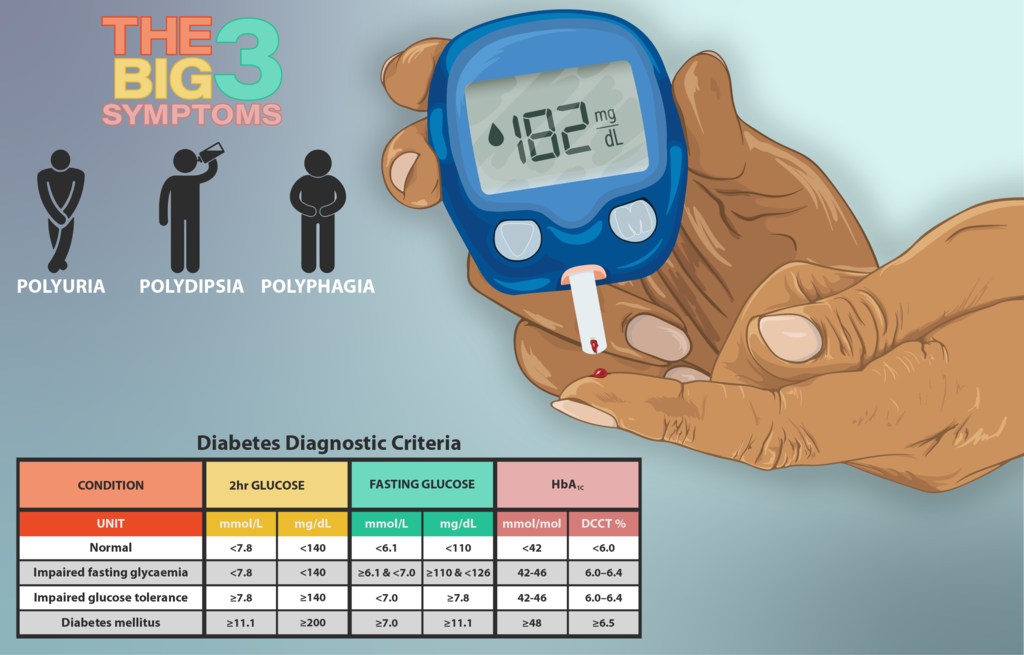 THE
BIG 3
SYMPTOMS
POLYURIA POLYDIPSIA POLYPHAGIA
182 mg/dL
Diabetes Diagnostic Criteria
CONDITION 2hr GLUCOSE FASTING GLUCOSE HbA1C
UNIT mmol/L mg/dL mmol/L mg/dL mmol/mol DCCT %
Normal <7.8 <140 <6.1 <110 <42 <6.0
Impaired fasting glycaemia <7.8 <140 ≥6.1 & <7.0 ≥110 & <126 42-46 6.0–6.4
Impaired glucose tolerance ≥7.8 ≥140 <7.0 ≥7.8 42-46 6.0–6.4
Diabetes mellitus ≥11.1 ≥200 ≥7.0 ≥11.1 ≥48 ≥6.5